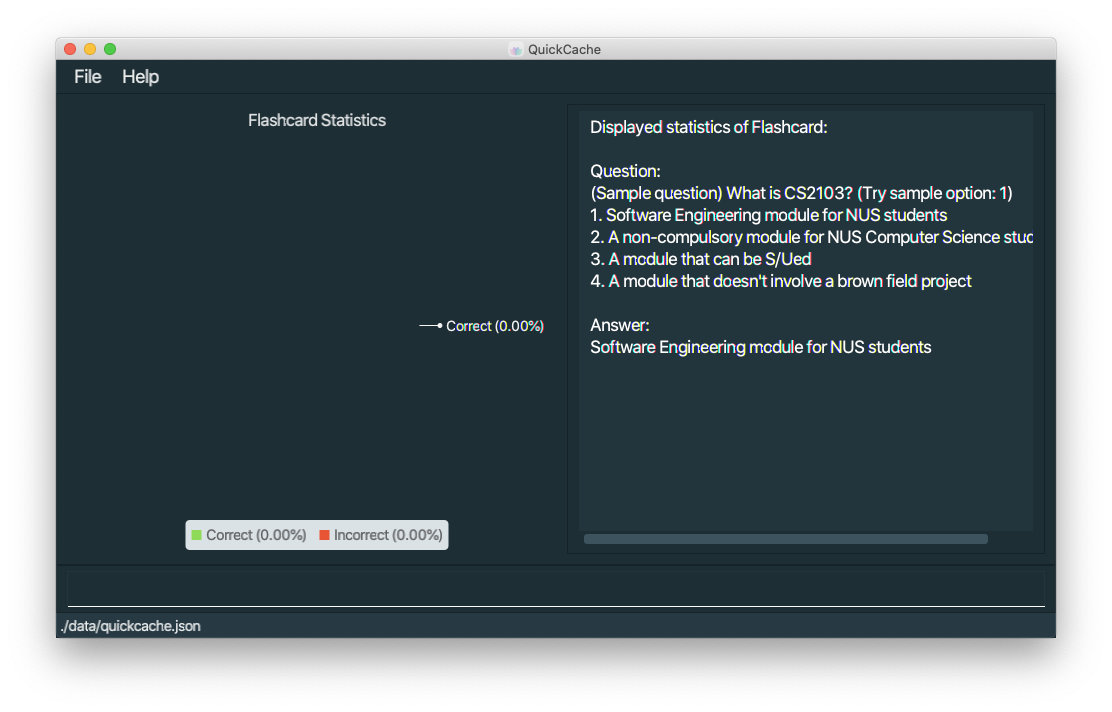 QuickCache
File Help
Flashcard Statistics
Correct (0.00%)
Correct (0.00%) Incorrect (0.00%)
Displayed statistics of Flashcard:
Question:
(Sample question) What is CS2103? (Try sample option: 1)
1. Software Engineering module for NUS students
2. A non-compulsory module for NUS Computer Science stud
3. A module that can be S/Ued
4. A module that doesn't involve a brown field project
Answer:
Software Engineering module for NUS students
./data/quickcache.json